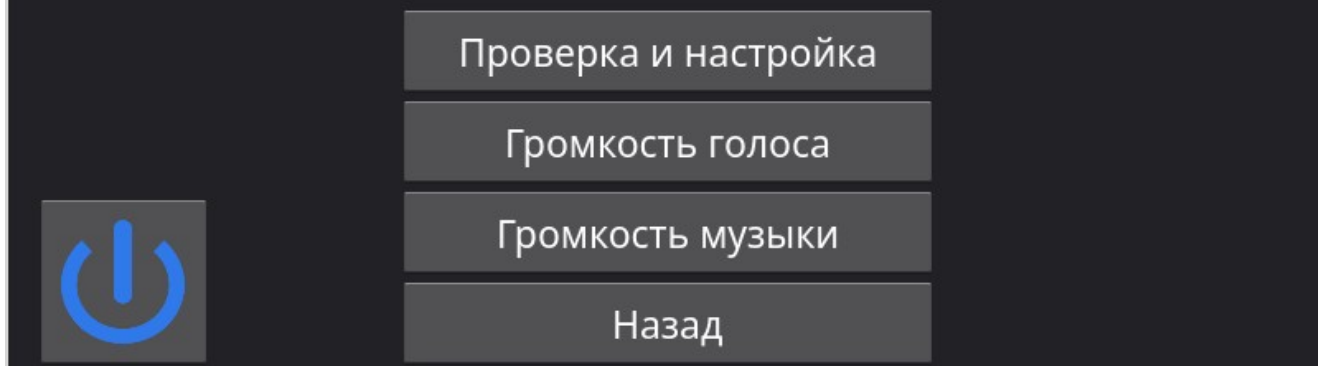 Проверка и настройка
Громкость голоса
Громкость музыки
Назад